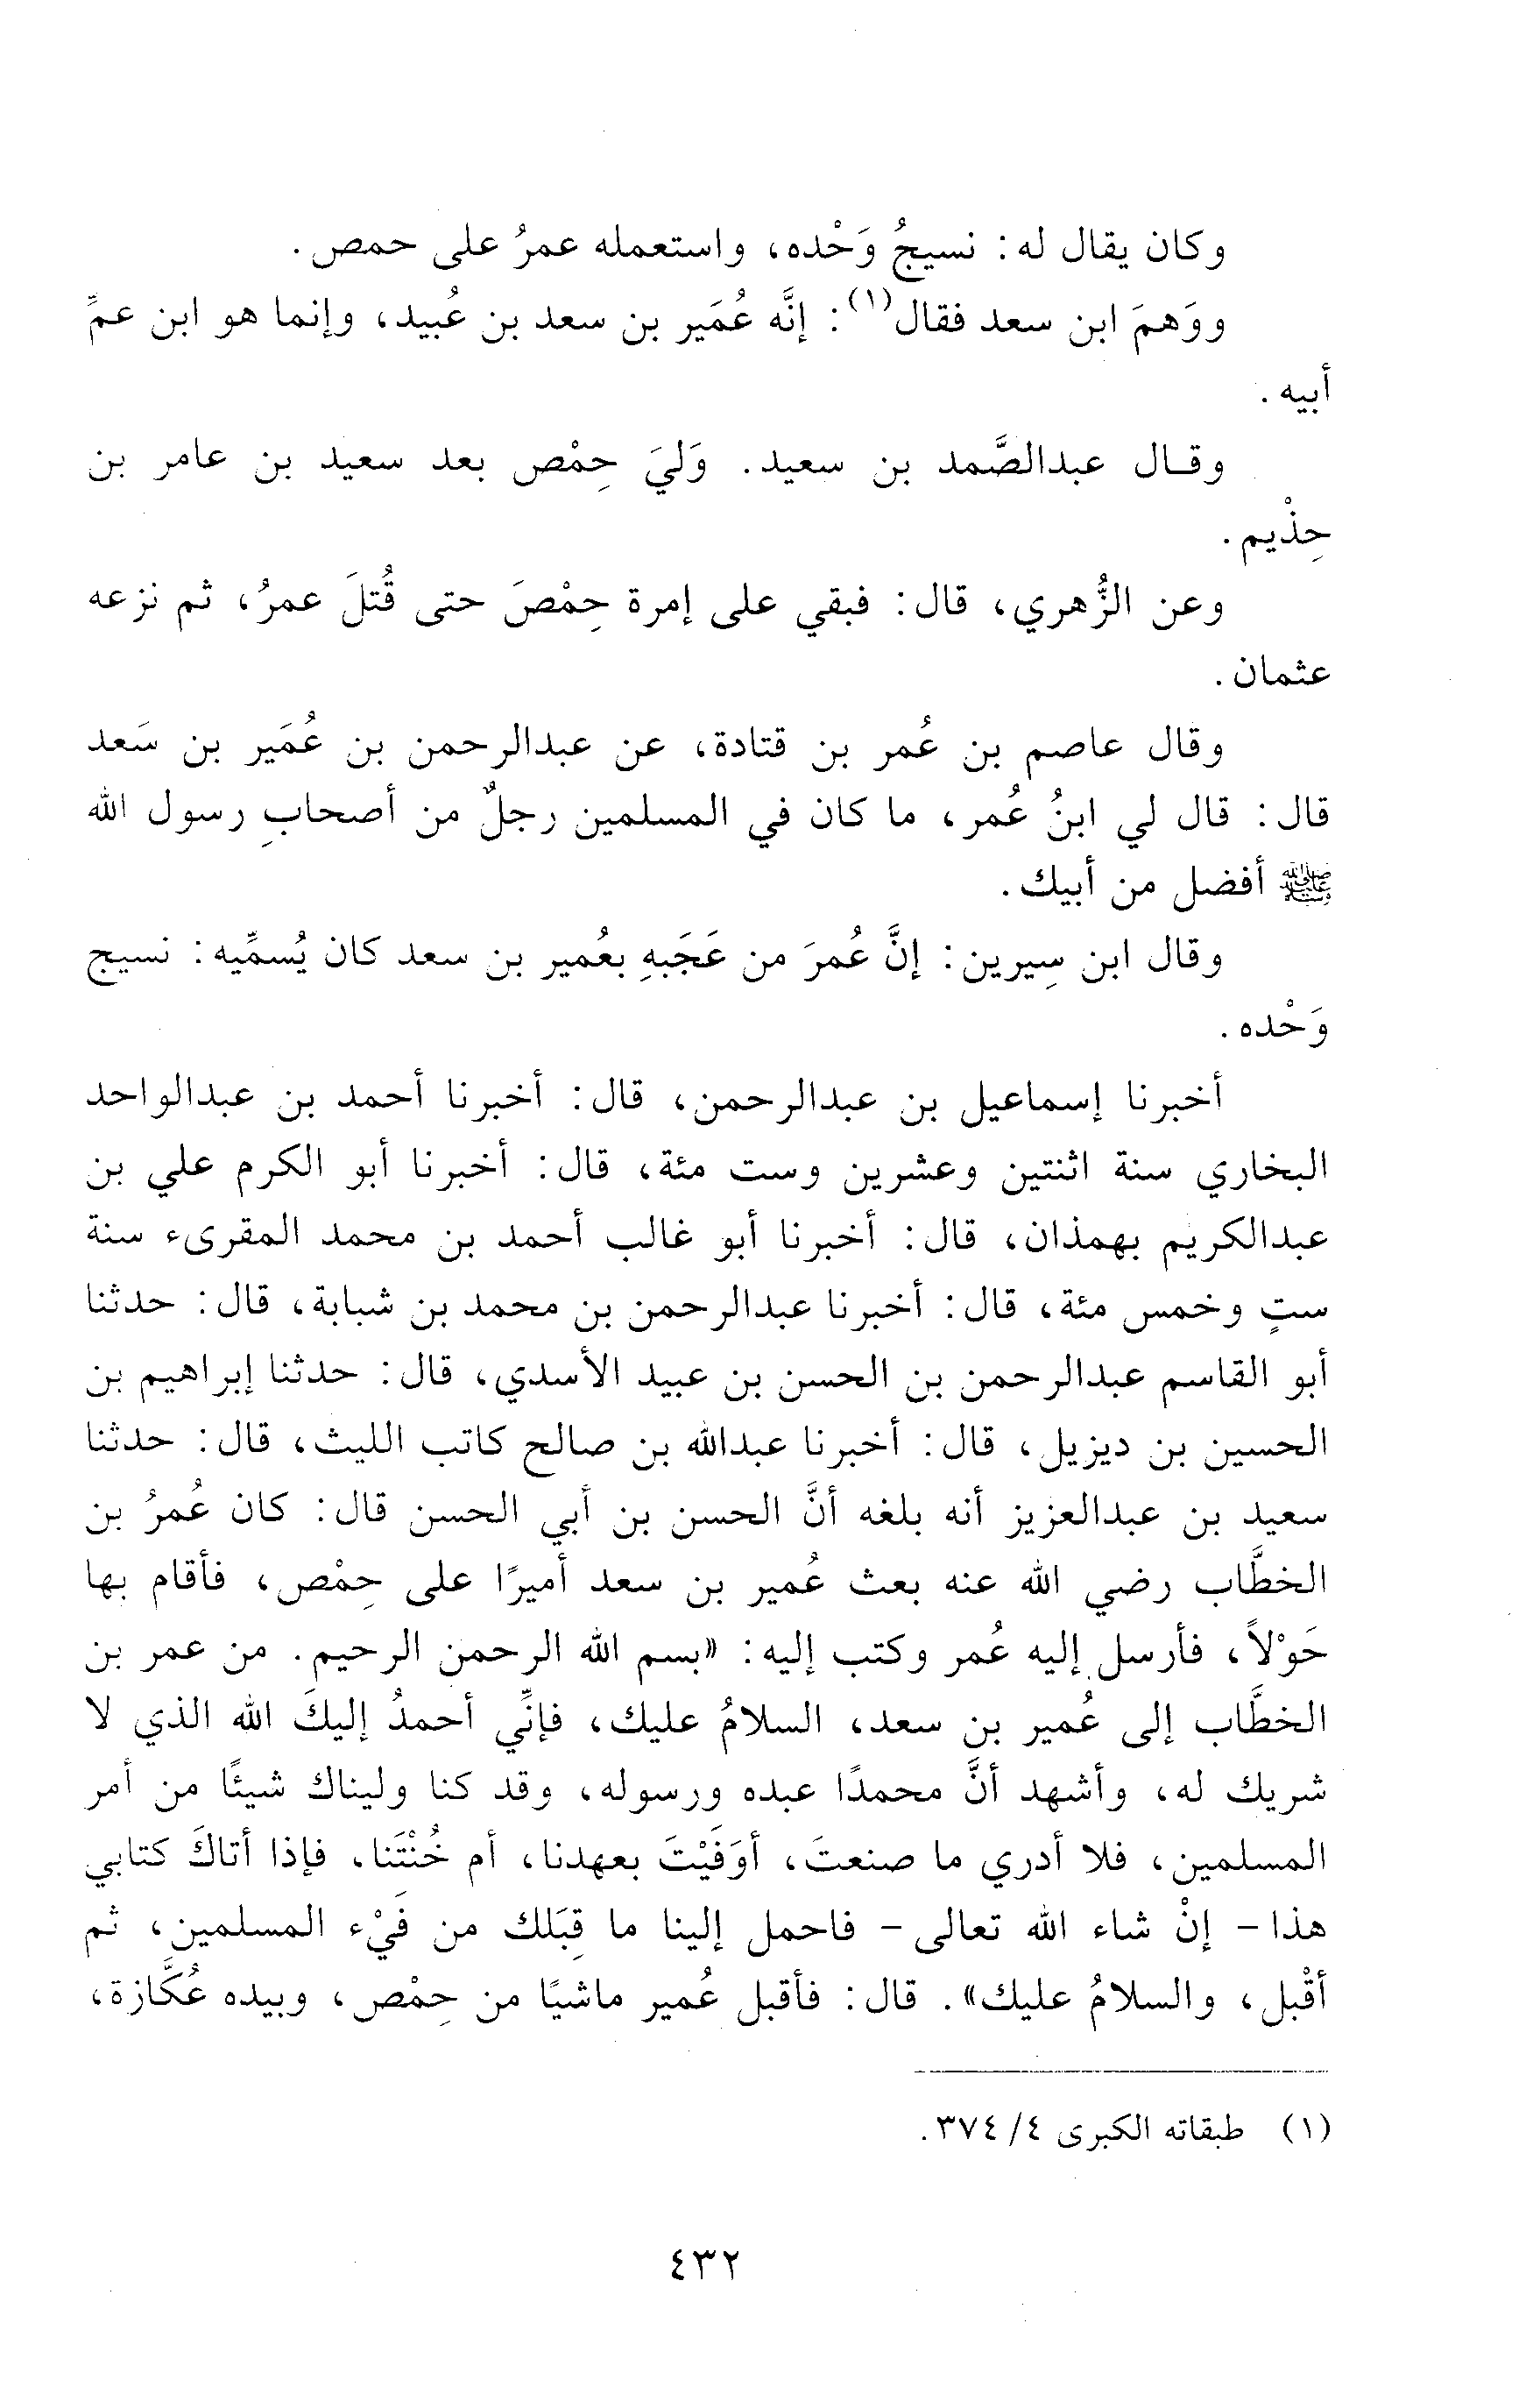 وكان يقال له: نسيجُ وَحْده، واستعمله عمرُ على حمص.
ووَهمَ ابن سعد فقال(١): إنَّه عُمَير بن سعد بن عُبيد، وإنما هو ابن عمِّ
أبيه.
وقال عبدالصَّمد بن سعيد. وَليَ حِمْص بعد سعيد بن عامر بن
حِذْيم.
وعن الزُّهري، قال: فبقي على إمرة حِمْصَ حتى قُتلَ عمرُ، ثم نزعه
عثمان.
وقال عاصم بن عُمر بن قتادة، عن عبدالرحمن بن عُمَير بن سَعد
قال: قال لي ابنُ عُمر، ما كان في المسلمين رجلٌ من أصحابِ رسول الله
ﷺ أفضل من أبيك.
وقال ابن سِيرين: إنَّ عُمرَ من عَجَبهِ بعُمير بن سعد كان يُسمِّيه: نسيج
وَحْده.
أخبرنا إسماعيل بن عبدالرحمن، قال: أخبرنا أحمد بن عبدالواحد
البخاري سنة اثنتين وعشرين وست مئة، قال: أخبرنا أبو الكرم علي بن
عبدالكريم بهمذان، قال: أخبرنا أبو غالب أحمد بن محمد المقرىء سنة
ستٍ وخمس مئة، قال: أخبرنا عبدالرحمن بن محمد بن شبابة، قال: حدثنا
أبو القاسم عبدالرحمن بن الحسن بن عبيد الأسدي، قال: حدثنا إبراهيم بن
الحسين بن ديزيل، قال: أخبرنا عبدالله بن صالح كاتب الليث، قال: حدثنا
سعيد بن عبدالعزيز أنه بلغه أنَّ الحسن بن أبي الحسن قال: كان عُمرُ بن
الخطَّاب رضي الله عنه بعث عُمير بن سعد أميرًا على حِمْص، فأقام بها
حَوْلاً، فأرسل إليه عُمر وكتب إليه: «بسم الله الرحمن الرحيم. من عمر بن
الخطَّاب إلى عُمير بن سعد، السلامُ عليك، فإنِّي أحمدُ إليكَ الله الذي لا
شريك له، وأشهد أنَّ محمدًا عبده ورسوله، وقد كنا وليناك شيئًا من أمر
المسلمين، فلا أدري ما صنعتَ، أوَفَيْتَ بعهدنا، أم خُنْتَنا، فإذا أتاكَ كتابي
هذا - إنْ شاء الله تعالى - فاحمل إلينا ما قِبَلك من فَيْء المسلمين، ثم
أقْبل، والسلامُ عليك». قال: فأقبل عُمير ماشيًا من حِمْص، وبيده عُكَّازة،
(١) طبقاته الكبرى ٤/ ٣٧٤.
٤٣٢